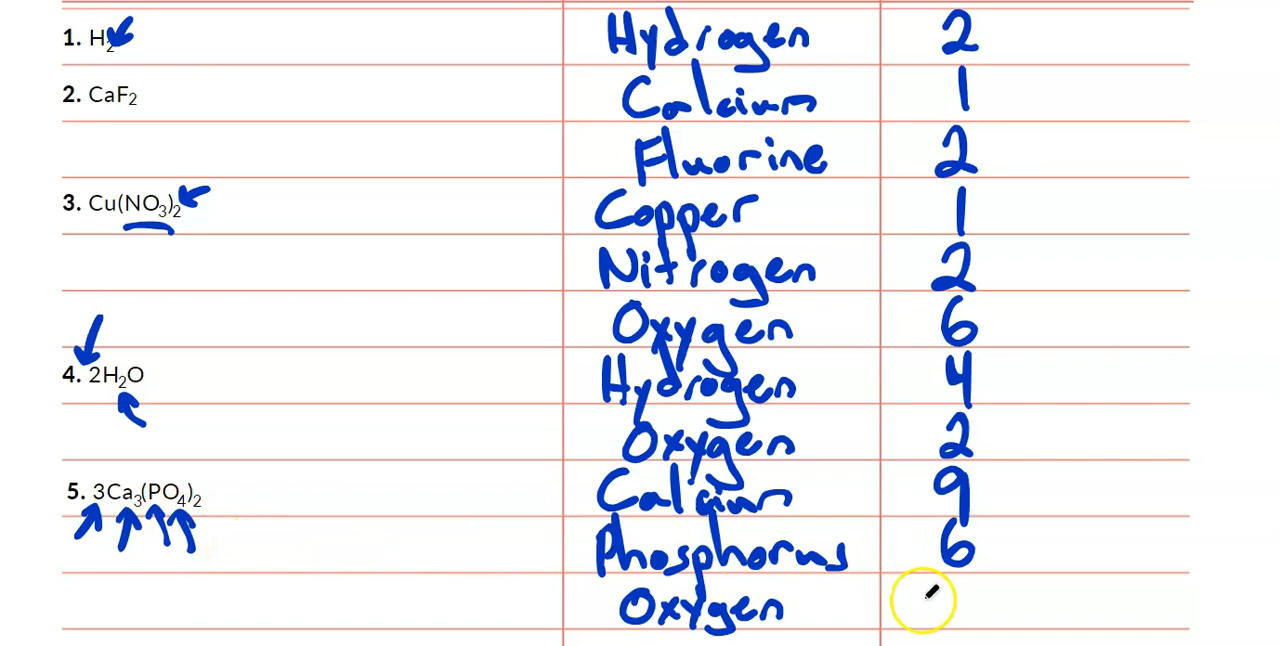 1. H₂ Hydrogen 2
2. CaF₂ Calcium 1
Fluorine 2
3. Cu(NO₃)₂ Copper 1
Nitrogen 2
Oxygen 6
4. 2H₂O Hydrogen 4
Oxygen 2
5. 3Ca₃(PO₄)₂ Calcium 9
Phosphorus 6
Oxygen